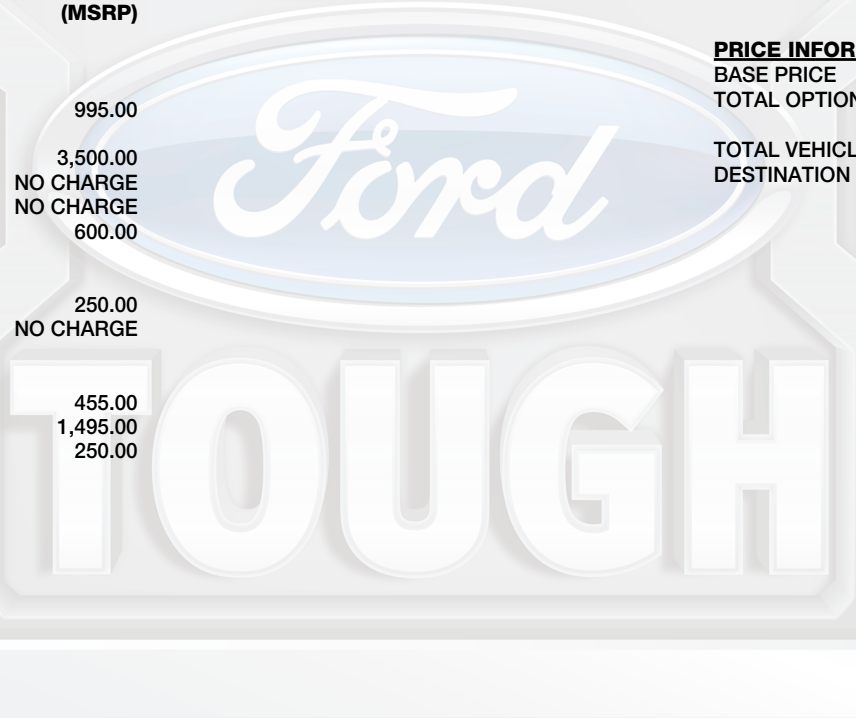 (MSRP)
995.00
3,500.00
NO CHARGE
NO CHARGE
600.00
250.00
NO CHARGE
455.00
1,495.00
250.00
PRICE INFOR
BASE PRICE
TOTAL OPTION
TOTAL VEHICL
DESTINATION
Ford
TOUGH